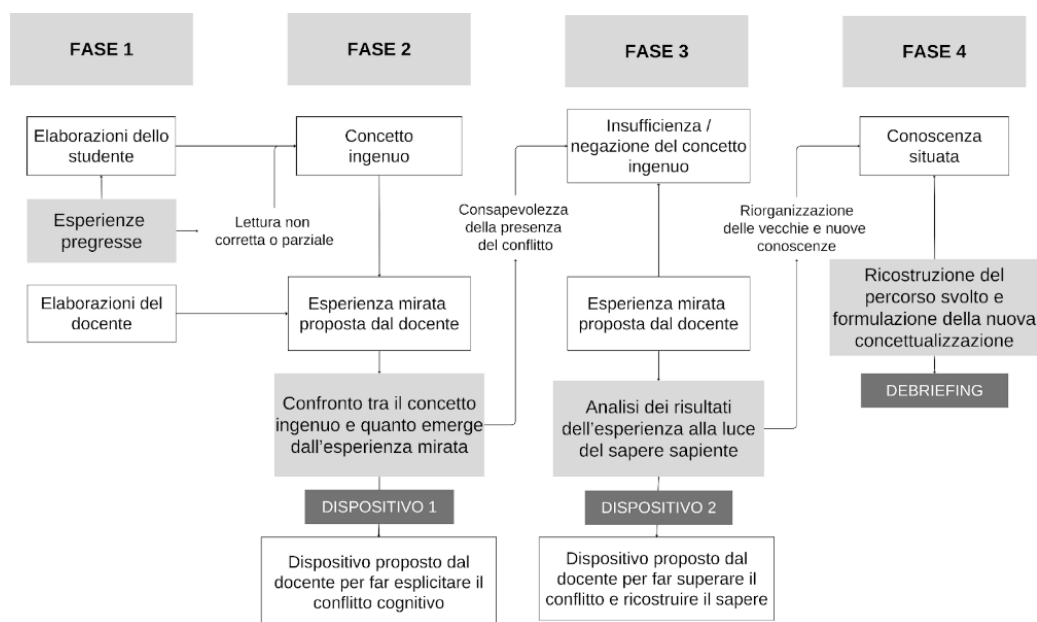 FASE 1
FASE 2
FASE 3
FASE 4
Elaborazioni dello
studente
Esperienze
pregresse
Lettura non
corretta o parziale
Elaborazioni del
docente
Concetto
ingenuo
Esperienza mirata
proposta dal docente
Confronto tra il concetto
ingenuo e quanto emerge
dall'esperienza mirata
DISPOSITIVO 1
Dispositivo proposto dal
docente per far esplicitare il
conflitto cognitivo
Consapevolezza
della presenza
del conflitto
Insufficienza /
negazione del concetto
ingenuo
Esperienza mirata
proposta dal docente
Analisi dei risultati
dell'esperienza alla luce
del sapere sapiente
DISPOSITIVO 2
Dispositivo proposto dal
docente per far superare il
conflitto e ricostruire il sapere
Riorganizzazione
delle vecchie e nuove
conoscenze
Conoscenza
situata
Ricostruzione del
percorso svolto e
formulazione della nuova
concettualizzazione
DEBRIEFING